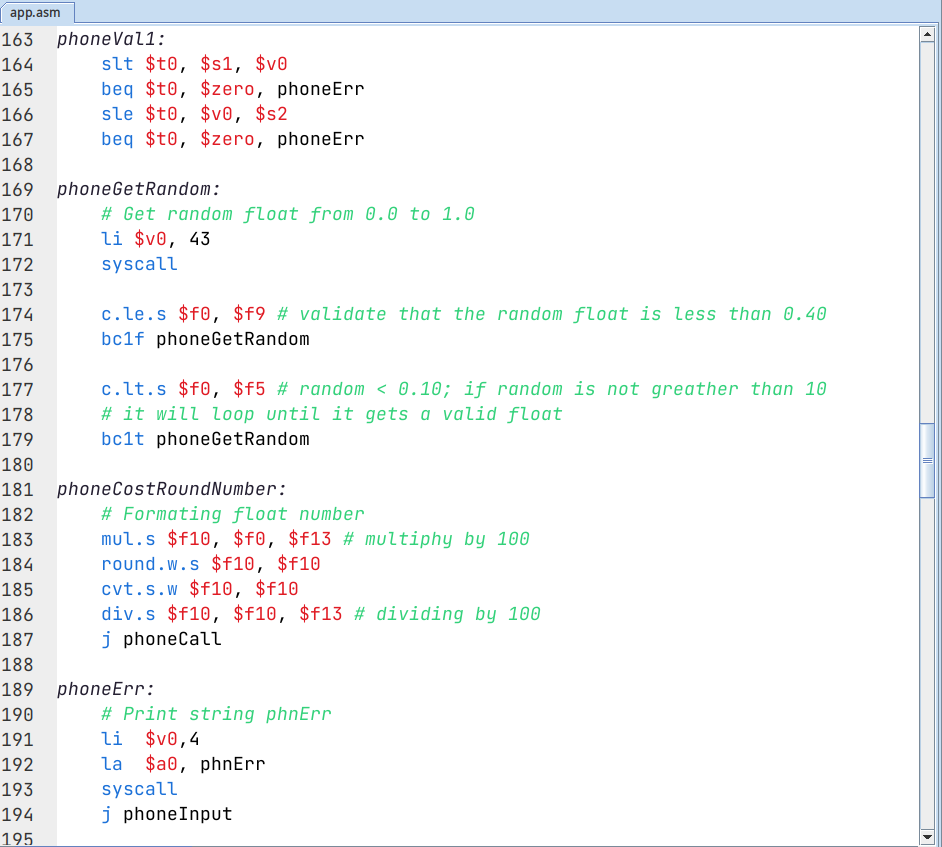 app.asm
163 phoneVal1:
164 slt $t0, $s1, $v0
165 beq $t0, $zero, phoneErr
166 sle $t0, $v0, $s2
167 beq $t0, $zero, phoneErr
168
169 phoneGetRandom:
170 # Get random float from 0.0 to 1.0
171 li $v0, 43
172 syscall
173
174 c.le.s $f0, $f9 # validate that the random float is less than 0.40
175 bc1f phoneGetRandom
176
177 c.lt.s $f0, $f5 # random < 0.10; if random is not greather than 10
178 # it will loop until it gets a valid float
179 bc1t phoneGetRandom
180
181 phoneCostRoundNumber:
182 # Formating float number
183 mul.s $f10, $f0, $f13 # multiphy by 100
184 round.w.s $f10, $f10
185 cvt.s.w $f10, $f10
186 div.s $f10, $f10, $f13 # dividing by 100
187 j phoneCall
188
189 phoneErr:
190 # Print string phnErr
191 li  $v0,4
192 la  $a0, phnErr
193 syscall
194 j phoneInput
195